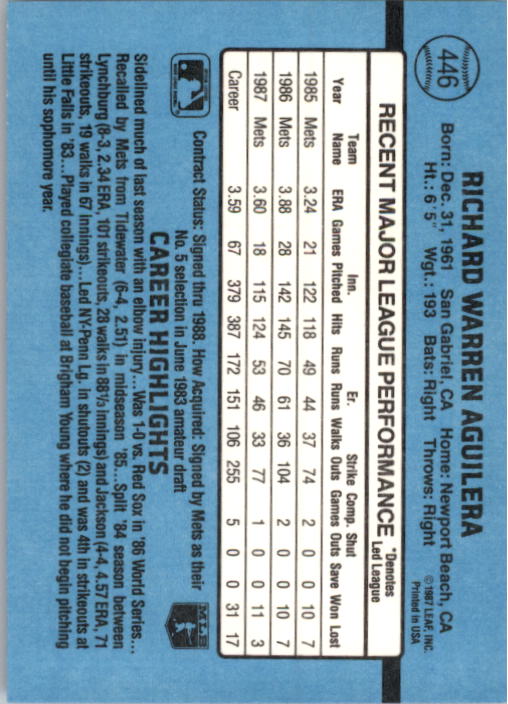 446
RICHARD WARREN AGUILERA
Born: Dec. 31, 1961 San Gabriel, CA Home: Newport Beach, CA
Ht.: 6' 5" Wgt.: 193 Bats: Right Throws: Right
©1987 LEAF, INC.
Printed in USA
RECENT MAJOR LEAGUE PERFORMANCE
*Denotes
Led League
Team Inn. Er. Strike Comp. Shut
Year Name ERA Games Pitched Hits Runs Runs Walks Outs Games Outs Save Won Lost
1985 Mets 3.24 21 122 118 49 44 37 74 2 0 0 10 7
1986 Mets 3.88 28 142 145 70 61 36 104 2 0 0 10 7
1987 Mets 3.60 18 115 124 53 46 33 77 1 0 0 11 3
Career 3.59 67 379 387 172 151 106 255 5 0 0 31 17
Contract Status: Signed thru 1988. How Acquired: Signed by Mets as their
No. 5 selection in June 1983 amateur draft
MLB
CAREER HIGHLIGHTS
Sidelined much of last season with an elbow injury...Was 1-0 vs. Red Sox in '86 World Series...
Recalled by Mets from Tidewater (6-4, 2.51) in midseason '85...Split '84 season between
Lynchburg (8-3, 2.34 ERA, 101 strikeouts, 28 walks in 88⅓ innings) and Jackson (4-4, 4.57 ERA, 71
strikeouts, 19 walks in 67 innings)...Led NY-Penn Lg. in shutouts (2) and was 4th in strikeouts at
Little Falls in '83...Played collegiate baseball at Brigham Young where he did not begin pitching
until his sophomore year.